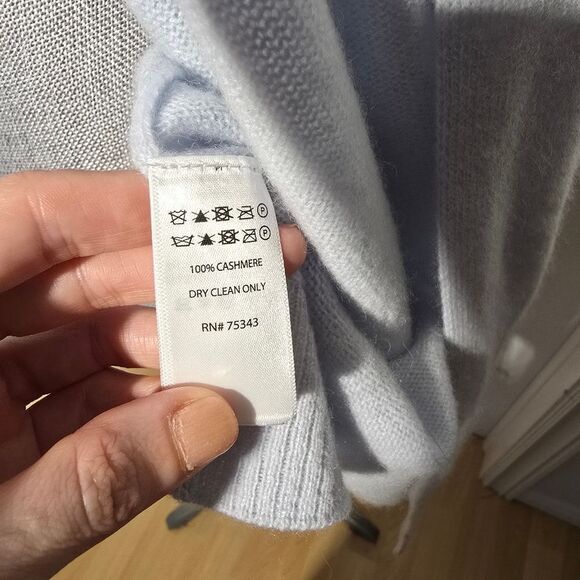 P
P
100% CASHMERE
DRY CLEAN ONLY
RN# 75343